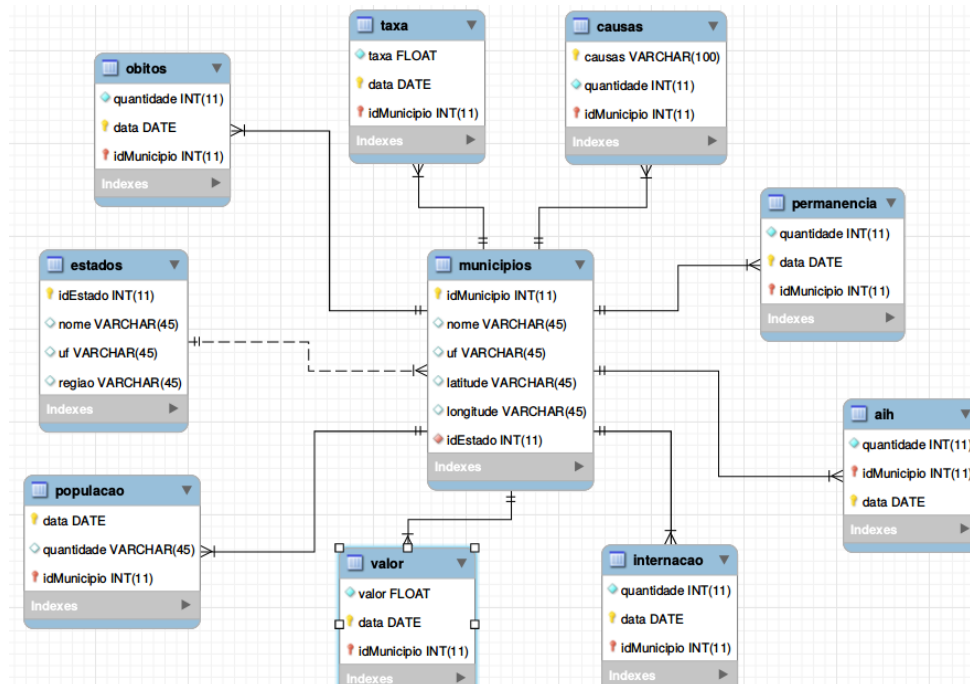 taxa
taxa FLOAT
data DATE
idMunicipio INT(11)
Indexes
causas
causas VARCHAR(100)
quantidade INT(11)
idMunicipio INT(11)
Indexes
obitos
quantidade INT(11)
data DATE
idMunicipio INT(11)
Indexes
permanencia
quantidade INT(11)
data DATE
idMunicipio INT(11)
Indexes
estados
idEstado INT(11)
nome VARCHAR(45)
uf VARCHAR(45)
regiao VARCHAR(45)
Indexes
municipios
idMunicipio INT(11)
nome VARCHAR(45)
uf VARCHAR(45)
latitude VARCHAR(45)
longitude VARCHAR(45)
idEstado INT(11)
Indexes
aih
quantidade INT(11)
idMunicipio INT(11)
data DATE
Indexes
populacao
data DATE
quantidade VARCHAR(45)
idMunicipio INT(11)
Indexes
valor
valor FLOAT
data DATE
idMunicipio INT(11)
Indexes
internacao
quantidade INT(11)
data DATE
idMunicipio INT(11)
Indexes